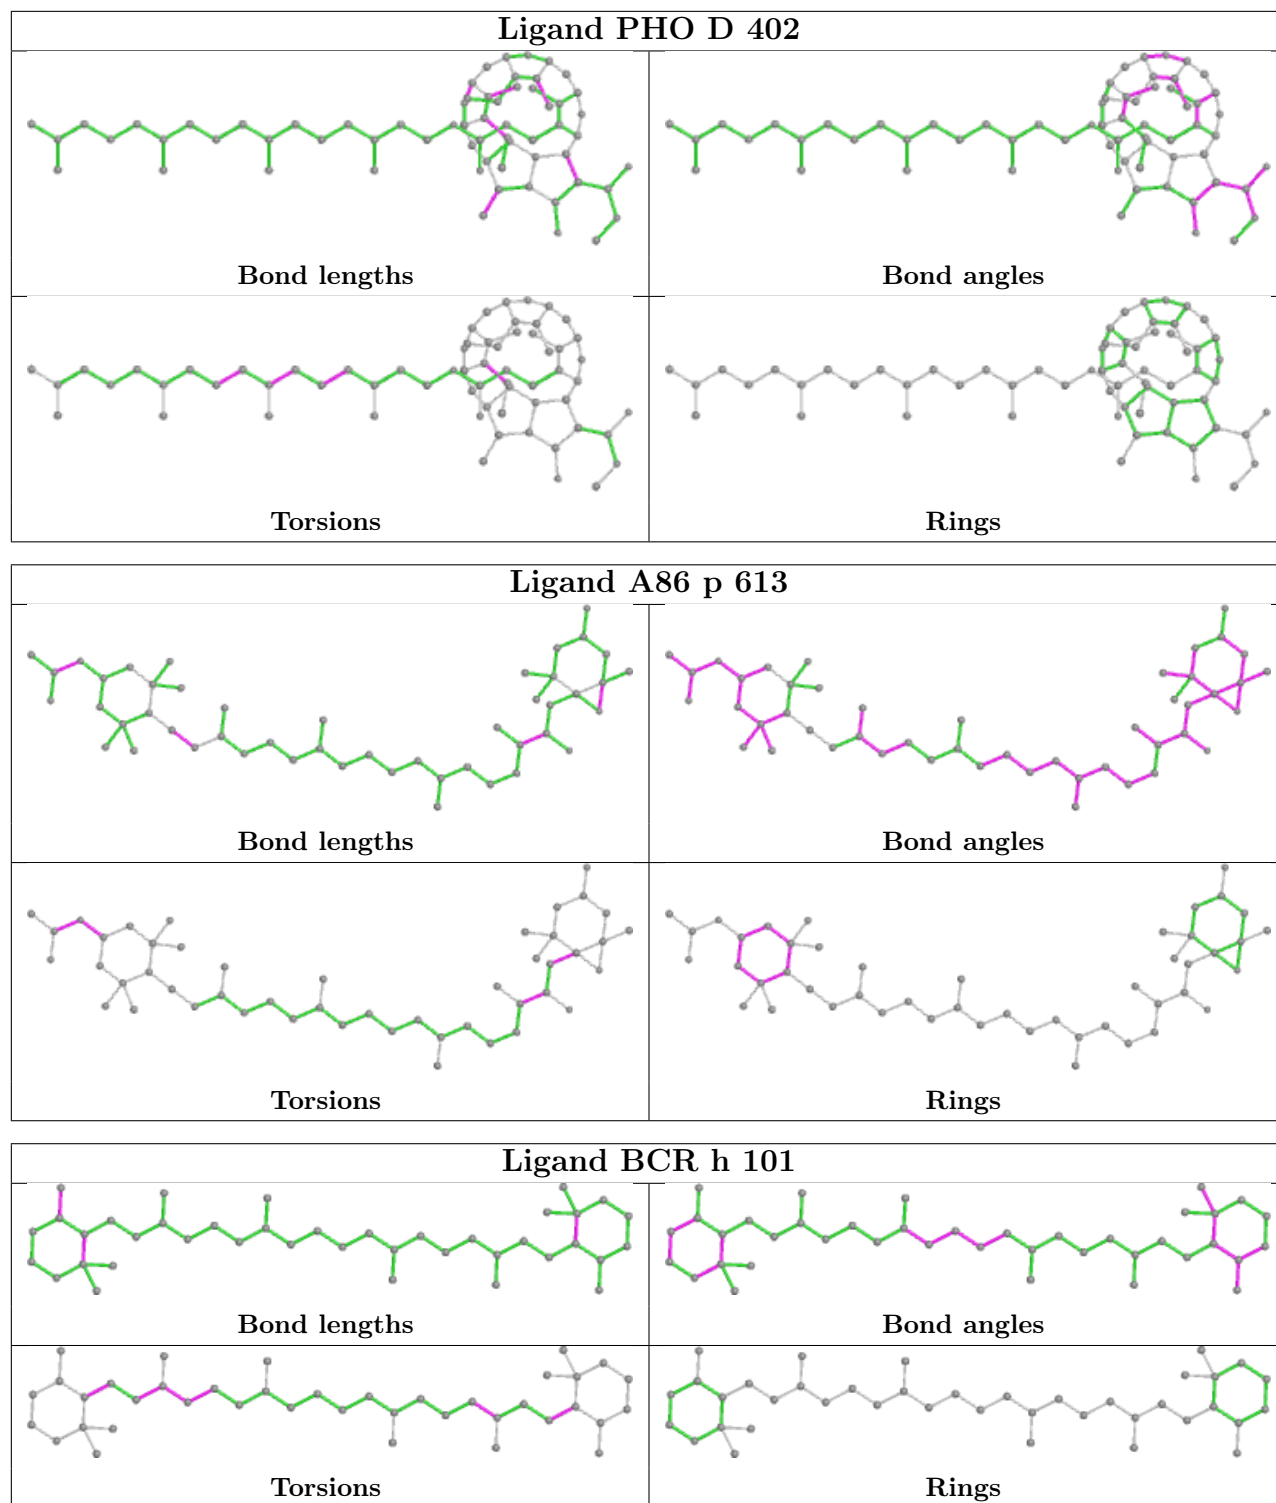 Ligand PHO D 402
Bond lengths
Bond angles
Torsions
Rings
Ligand A86 p 613
Bond lengths
Bond angles
Torsions
Rings
Ligand BCR h 101
Bond lengths
Bond angles
Torsions
Rings